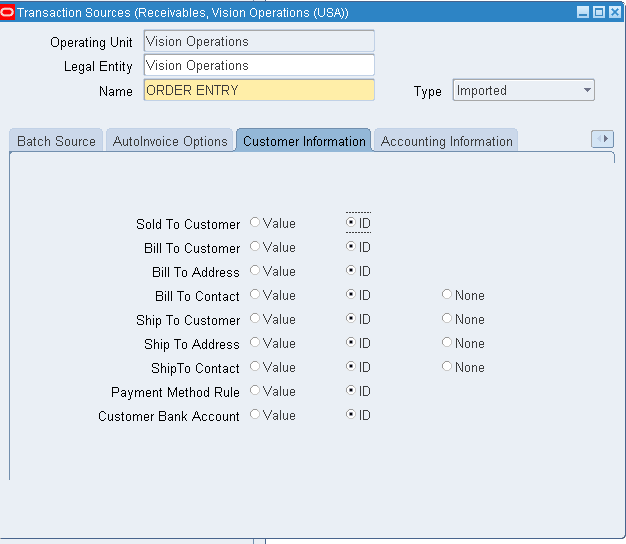 Transaction Sources (Receivables, Vision Operations (USA))
Operating Unit Vision Operations
Legal Entity Vision Operations
Name ORDER ENTRY Type Imported
Batch Source AutoInvoice Options Customer Information Accounting Information
Sold To Customer Value ID
Bill To Customer Value ID
Bill To Address Value ID
Bill To Contact Value ID None
Ship To Customer Value ID None
Ship To Address Value ID None
ShipTo Contact Value ID None
Payment Method Rule Value ID
Customer Bank Account Value ID